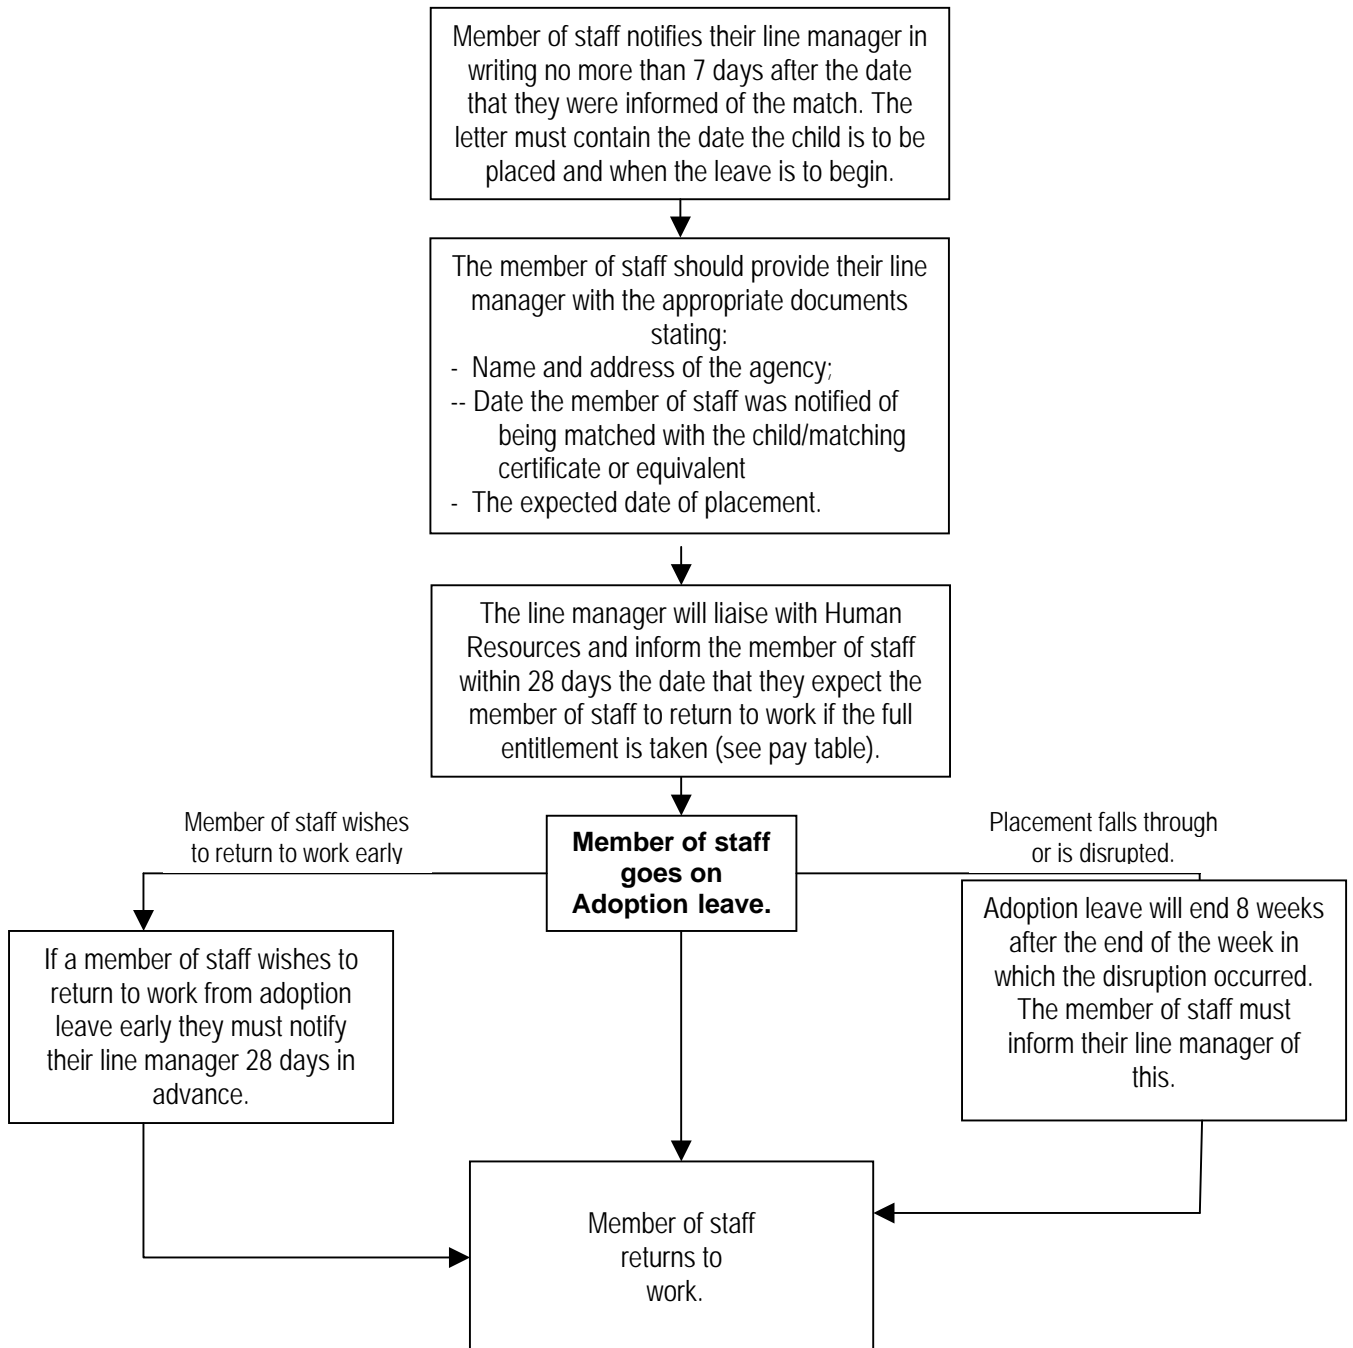 Member of staff notifies their line manager in
writing no more than 7 days after the date
that they were informed of the match. The
letter must contain the date the child is to be
placed and when the leave is to begin.
The member of staff should provide their line
manager with the appropriate documents
stating:
- Name and address of the agency;
-- Date the member of staff was notified of
being matched with the child/matching
certificate or equivalent
- The expected date of placement.
The line manager will liaise with Human
Resources and inform the member of staff
within 28 days the date that they expect the
member of staff to return to work if the full
entitlement is taken (see pay table).
Member of staff wishes
to return to work early
Member of staff
goes on
Adoption leave.
Placement falls through
or is disrupted.
If a member of staff wishes to
return to work from adoption
leave early they must notify
their line manager 28 days in
advance.
Adoption leave will end 8 weeks
after the end of the week in
which the disruption occurred.
The member of staff must
inform their line manager of
this.
Member of staff
returns to
work.